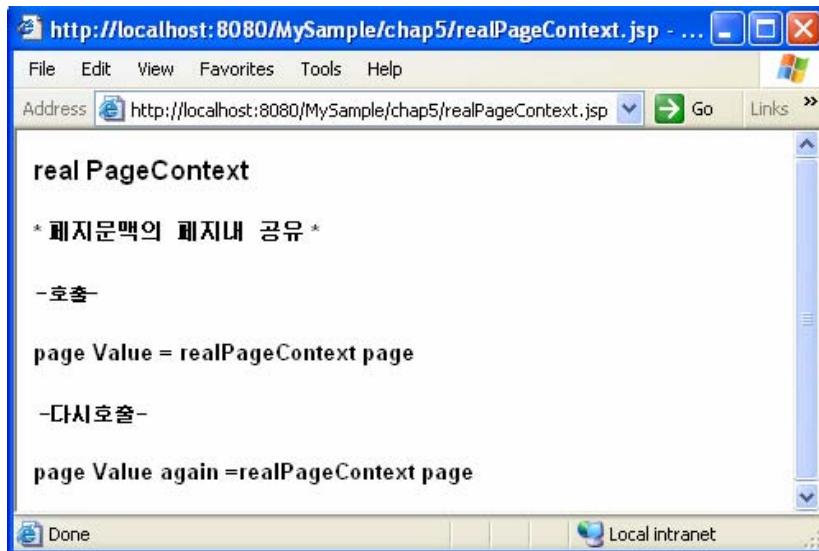 http://localhost:8080/MySample/chap5/realPageContext.jsp - ...
File Edit View Favorites Tools Help
Address http://localhost:8080/MySample/chap5/realPageContext.jsp Go Links »
real PageContext
* 페지문맥의 페지내 공유 *
-호출-
page Value = realPageContext page
-다시호출-
page Value again =realPageContext page
Done Local intranet